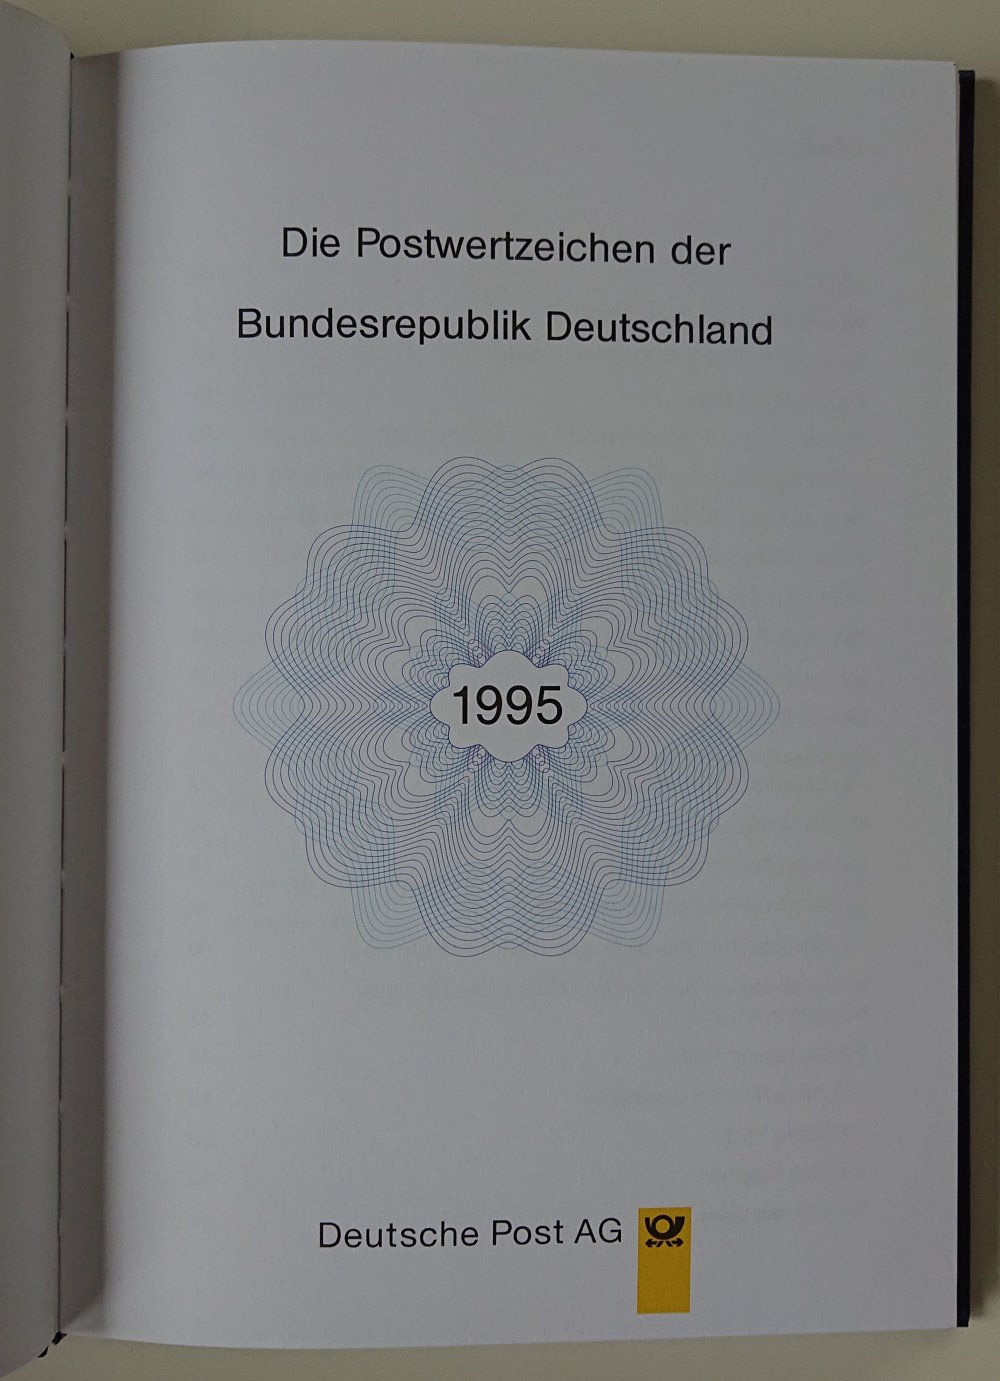 Die Postwertzeichen der
Bundesrepublik Deutschland
1995
Deutsche Post AG